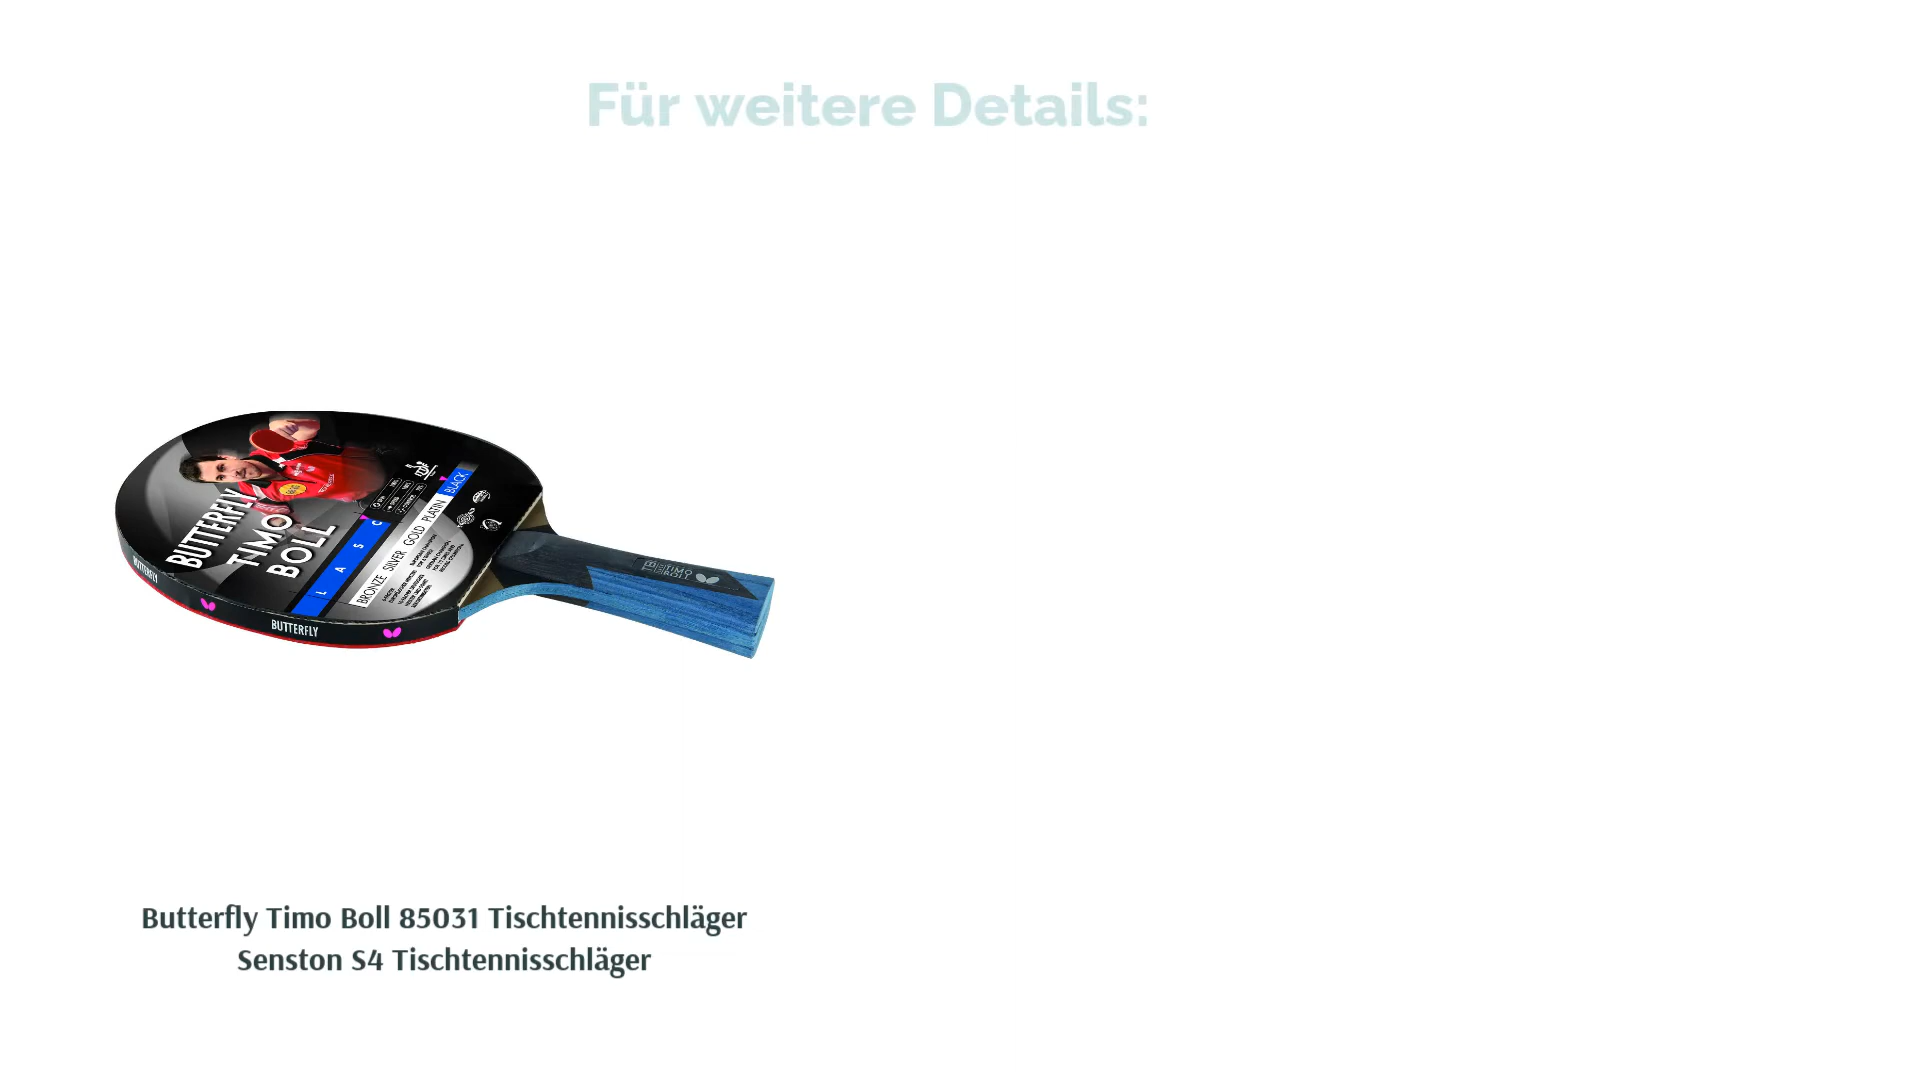 Für weitere Details:
BUTTERFLY
TIMO
BOLL
C
S
A
L
BRONZE SILVER GOLD PLATIN BLACK
TIMO
BOLL
BUTTERFLY
BUTTERFLY
Butterfly Timo Boll 85031 Tischtennisschläger
Senston S4 Tischtennisschläger